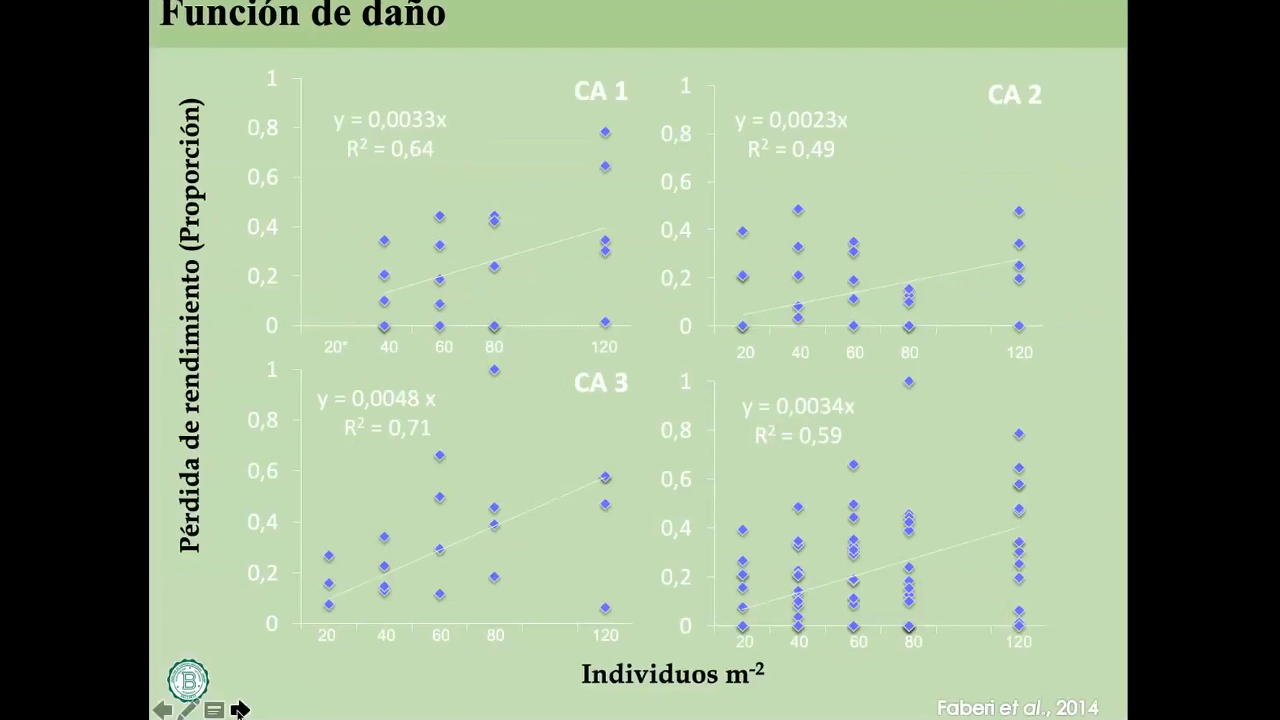 Función de daño
Pérdida de rendimiento (Proporción)
CA 1
y = 0,0033x
R² = 0,64
1
0,8
0,6
0,4
0,2
0
20* 40 60 80 120
CA 2
y = 0,0023x
R² = 0,49
1
0,8
0,6
0,4
0,2
0
20 40 60 80 120
CA 3
y = 0,0048 x
R² = 0,71
1
0,8
0,6
0,4
0,2
0
20 40 60 80 120
y = 0,0034x
R² = 0,59
1
0,8
0,6
0,4
0,2
0
20 40 60 80 120
Individuos m⁻²
B
Faberi et al., 2014